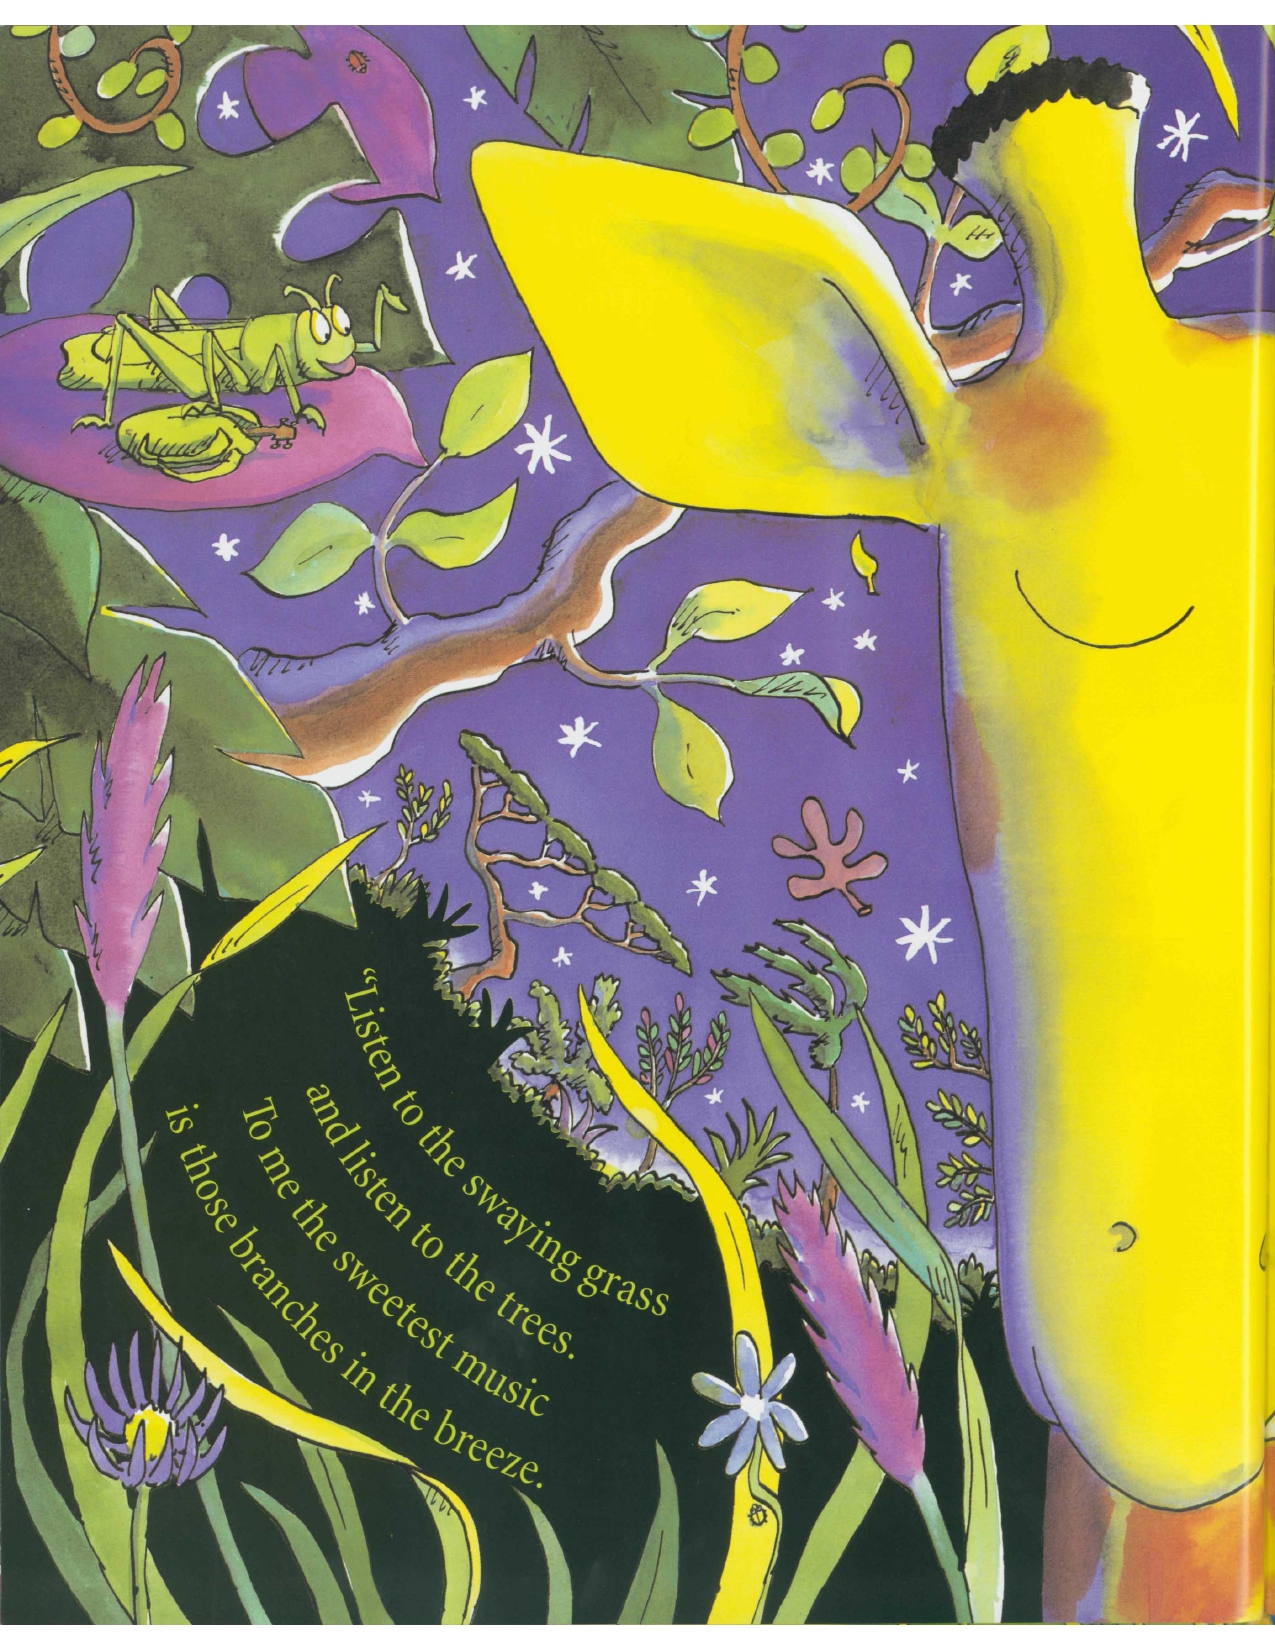 “Listen to the swaying grass
and listen to the trees.
To me the sweetest music
is those branches in the breeze.